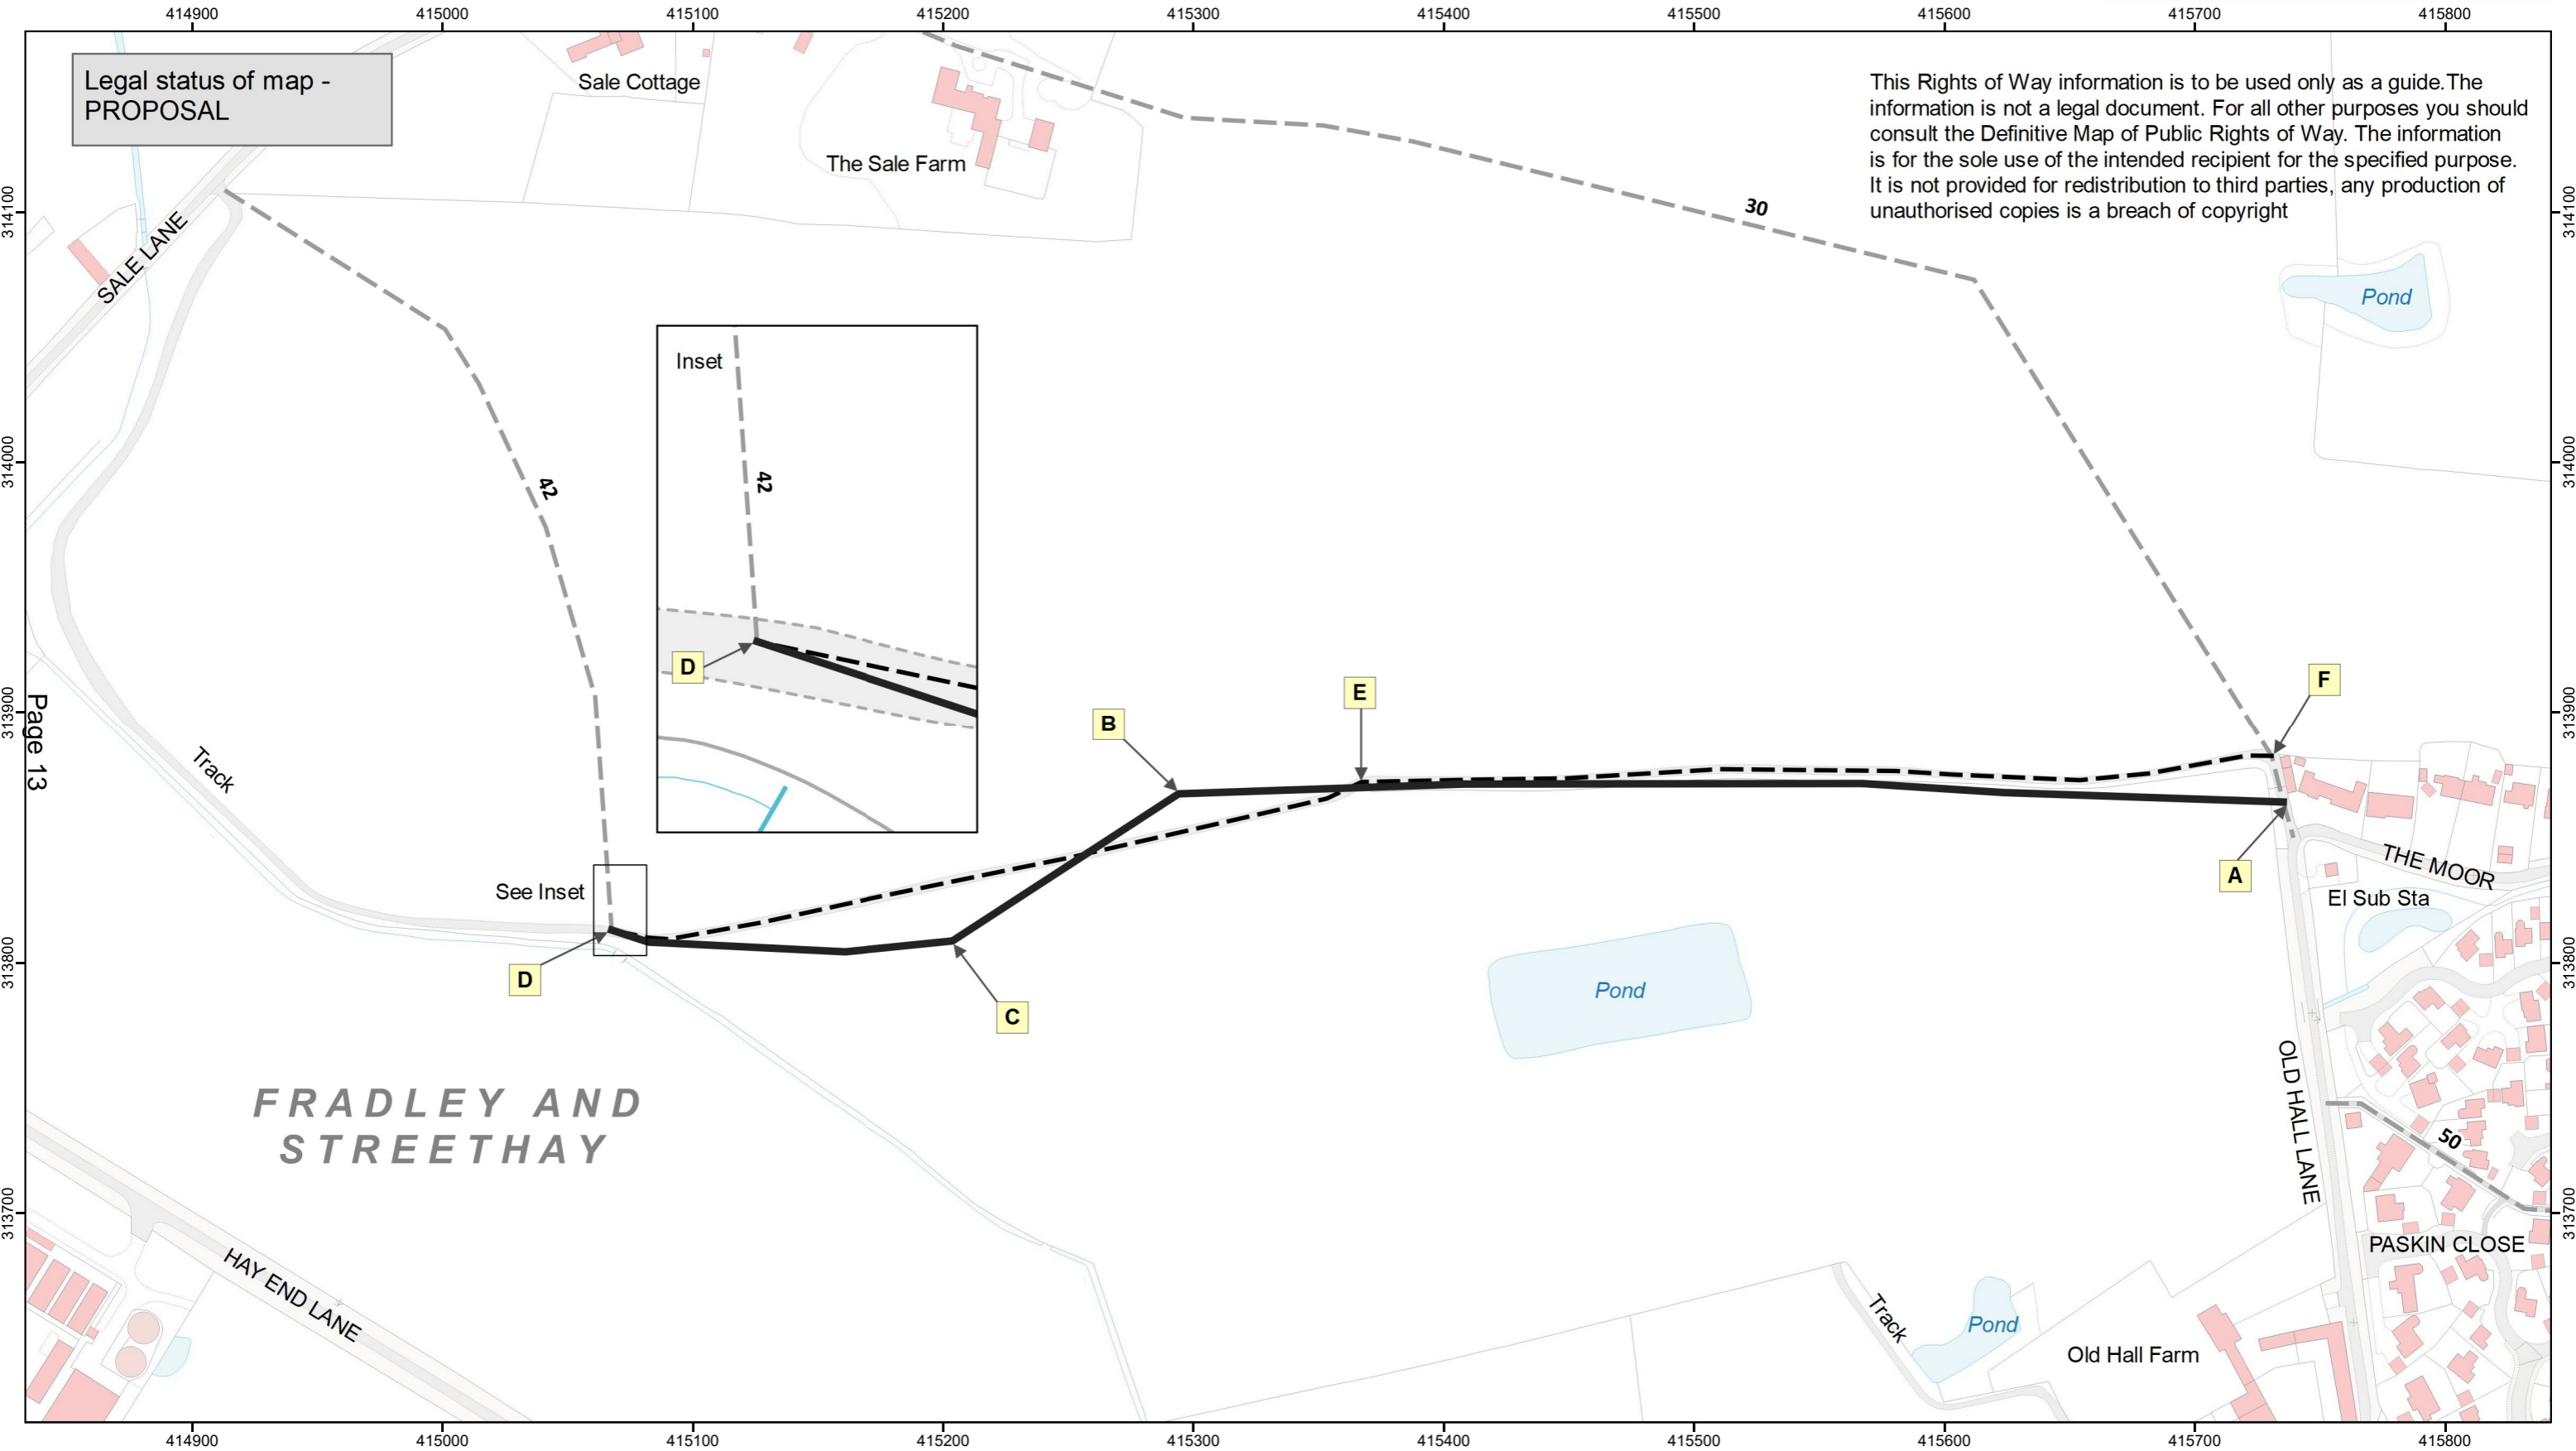 414900
415000
415100
415200
415300
415400
415500
415600
415700
415800
Legal status of map -
PROPOSAL
Sale Cottage
The Sale Farm
This Rights of Way information is to be used only as a guide.The
information is not a legal document. For all other purposes you should
consult the Definitive Map of Public Rights of Way. The information
is for the sole use of the intended recipient for the specified purpose.
It is not provided for redistribution to third parties, any production of
unauthorised copies is a breach of copyright
314100
314100
30
SALE LANE
Pond
Inset
314000
314000
42
42
D
313900
313900
Page 13
E
F
B
Track
A
THE MOOR
See Inset
El Sub Sta
313800
313800
D
C
Pond
OLD HALL LANE
FRADLEY AND
STREETHAY
50
313700
313700
PASKIN CLOSE
HAY END LANE
Track
Pond
Old Hall Farm
414900
415000
415100
415200
415300
415400
415500
415600
415700
415800